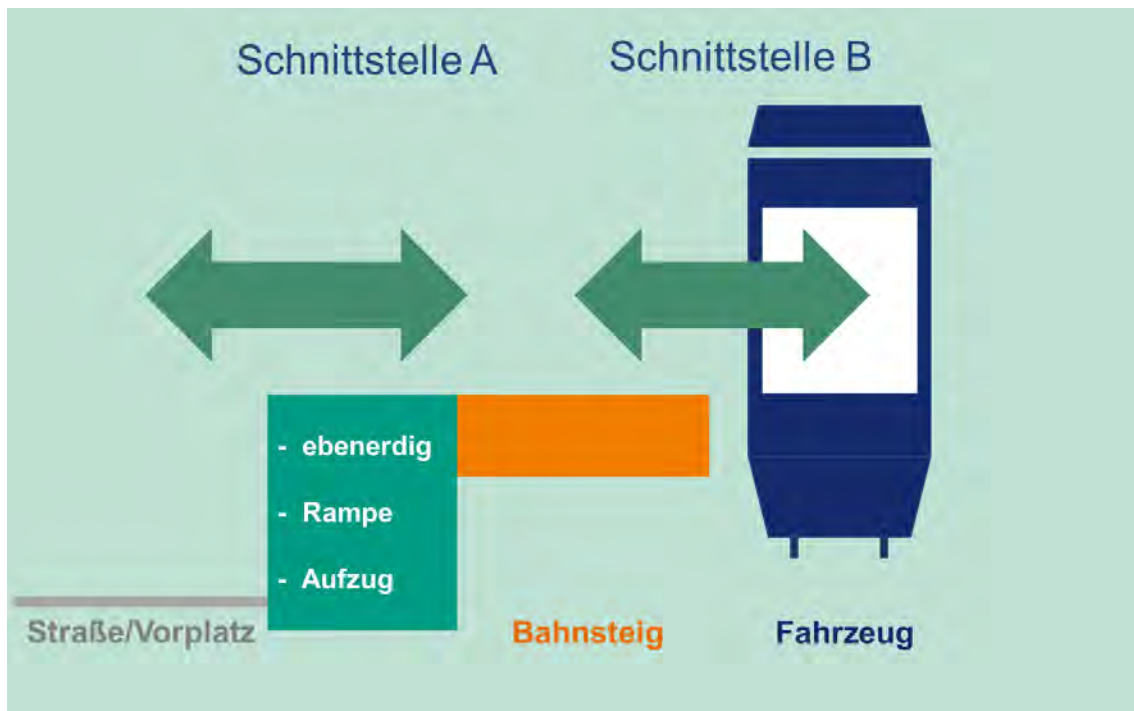 Schnittstelle A
Schnittstelle B
- ebenerdig
- Rampe
- Aufzug
Straße/Vorplatz
Bahnsteig
Fahrzeug